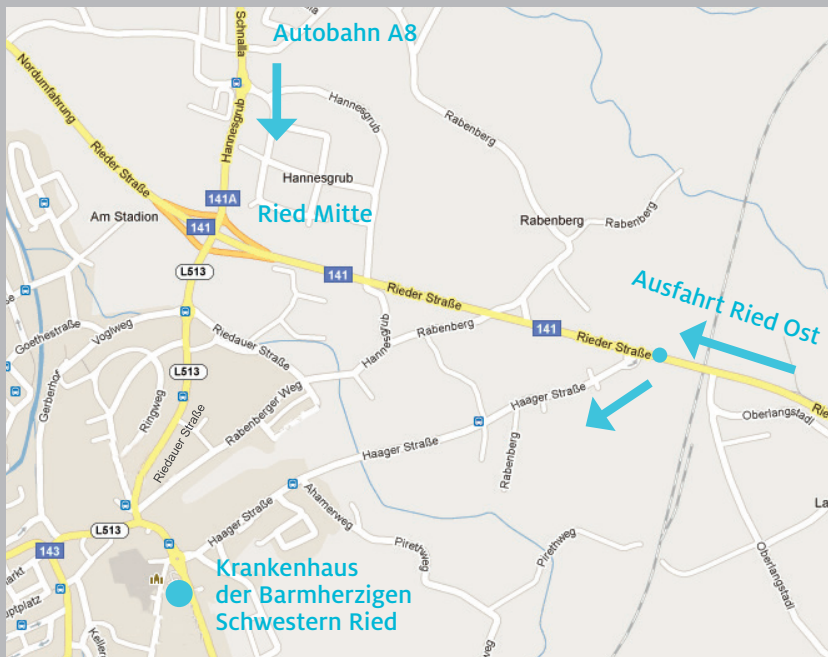 Autobahn A8
Schnalla
Nordumfahrung
Hannesgrub
Hannesgrub
Rabenberg
Rieder Straße
141A
Hannesgrub
Am Stadion
141
Ried Mitte
Rabenberg
Rabenberg
L513
141
Rieder Straße
Ausfahrt Ried Ost
Goethestraße
Voglweg
Riedauer Straße
Hannesgrub
Rabenberg
141
Rieder Straße
L513
Gerberhof
Ringweg
Riedauer Straße
Rabenberger Weg
Haager Straße
Oberlangstadl
Haager Straße
Rabenberg
L513
Haager Straße
Ahamerweg
Pirethweg
Pirethweg
143
Oberlangstadl
Krankenhaus
der Barmherzigen
Schwestern Ried